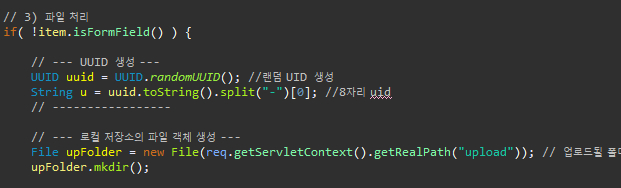 // 3) 파일 처리
if( !item.isFormField() ) {
// --- UUID 생성 ---
UUID uuid = UUID.randomUUID(); //랜덤 UID 생성
String u = uuid.toString().split("-")[0]; //8자리 uid
// -----------------
// --- 로컬 저장소의 파일 객체 생성 ---
File upFolder = new File(req.getServletContext().getRealPath("upload")); // 업로드될
upFolder.mkdir();